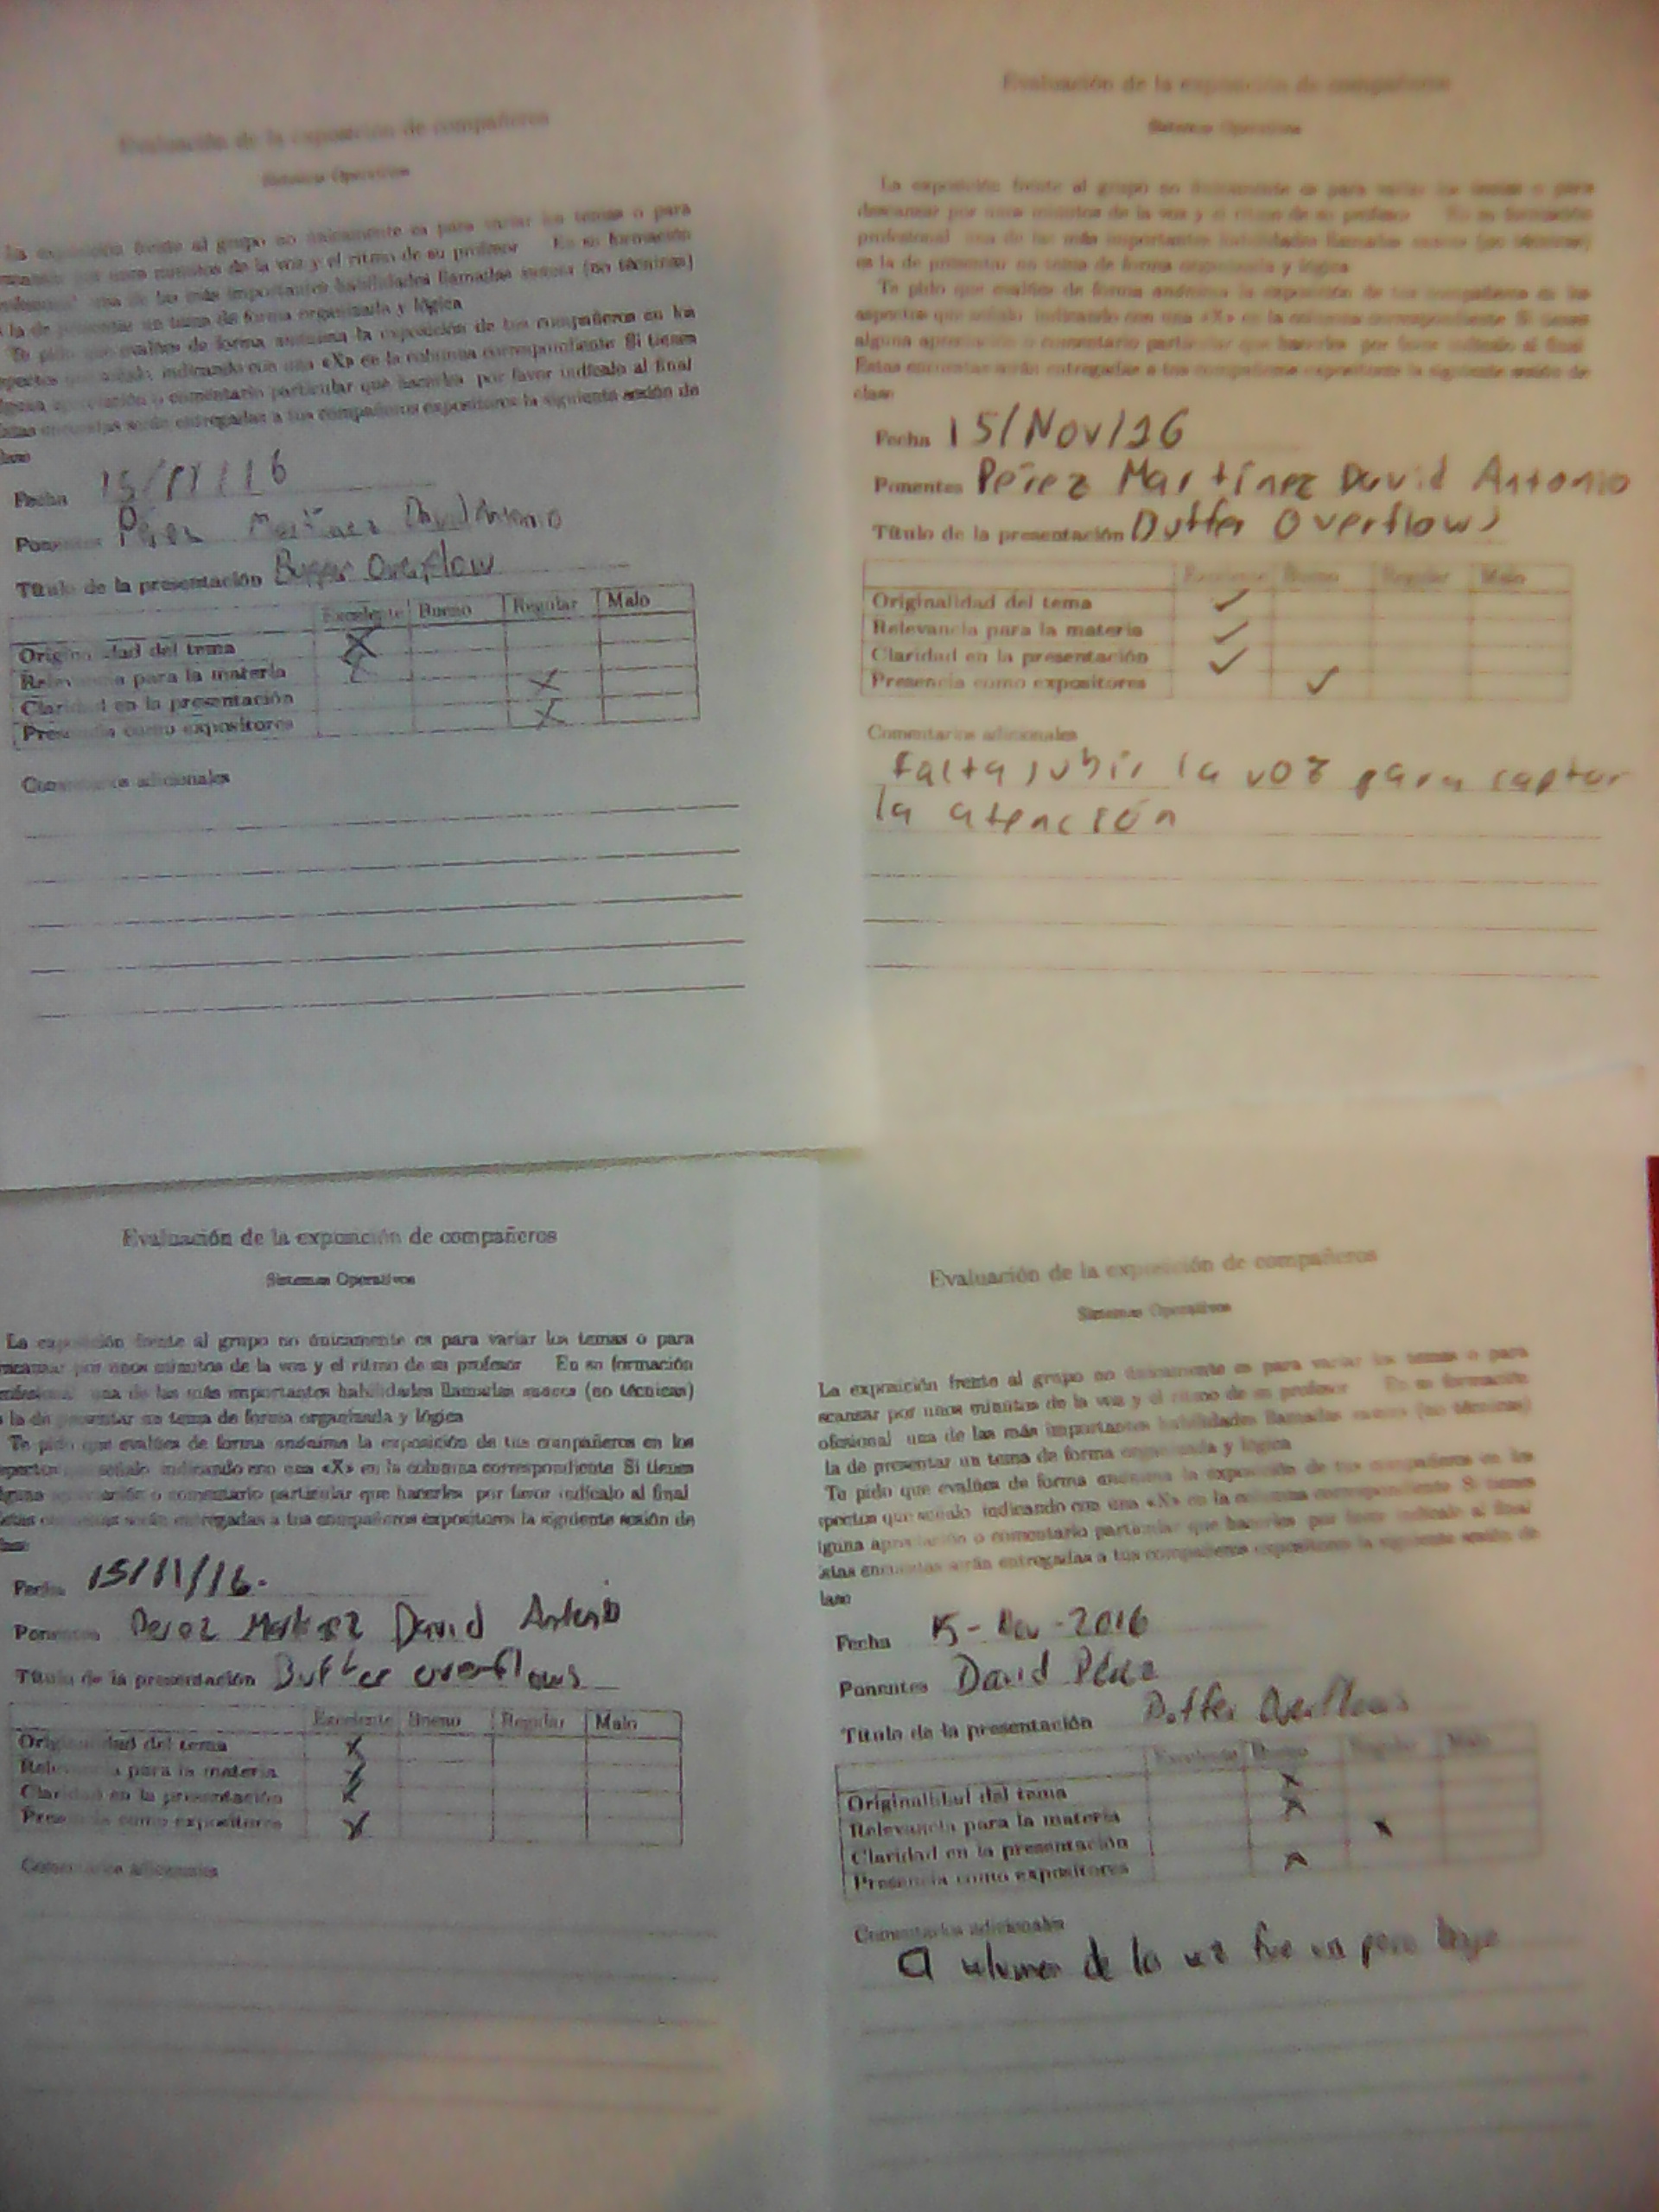 Evaluación de la exposición de compañeros
Sistemas Operativos
La exposición frente al grupo no únicamente es para variar los temas o para
por unos minutos de la voz y el ritmo de su profesor En su formación
una de las más importantes habilidades llamadas suaves (no técnicas)
la de presentar un tema de forma organizada y lógica
Te pido que evalúes de forma anónima la exposición de tus compañeros en los
indicando con una «X» en la columna correspondiente Si tienes
o comentario particular que hacerles por favor indícalo al final
encuestas serán entregadas a tus compañeros expositores la siguiente sesión de
Fecha 15/11/16
Ponentes Pérez Martínez David Antonio
Título de la presentación Buffer Overflow
Excelente Bueno Regular Malo
Originalidad del tema X
Relevancia para la materia X
Claridad en la presentación X
Presencia como expositores X
Comentarios adicionales
Evaluación de la exposición de compañeros
Sistemas Operativos
La exposición frente al grupo no únicamente es para variar los temas o para
descansar por unos minutos de la voz y el ritmo de su profesor En su formación
profesional una de las más importantes habilidades llamadas suaves (no técnicas)
es la de presentar un tema de forma organizada y lógica
Te pido que evalúes de forma anónima la exposición de tus compañeros en los
aspectos que señalo indicando con una «X» en la columna correspondiente Si tienes
alguna apreciación o comentario particular que hacerles por favor indícalo al final
Estas encuestas serán entregadas a tus compañeros expositores la siguiente sesión de
clase
Fecha 15/Nov/16
Ponentes Pérez Martínez David Antonio
Título de la presentación Buffer Overflows
Excelente Bueno Regular Malo
Originalidad del tema ✓
Relevancia para la materia ✓
Claridad en la presentación ✓
Presencia como expositores ✓
Comentarios adicionales
Falta subir la voz para captar
la atención
Evaluación de la exposición de compañeros
Sistemas Operativos
La exposición frente al grupo no únicamente es para variar los temas o para
por unos minutos de la voz y el ritmo de su profesor En su formación
una de las más importantes habilidades llamadas suaves (no técnicas)
la de presentar un tema de forma organizada y lógica
Te pido que evalúes de forma anónima la exposición de tus compañeros en los
señalo indicando con una «X» en la columna correspondiente Si tienes
o comentario particular que hacerles por favor indícalo al final
encuestas serán entregadas a tus compañeros expositores la siguiente sesión de
Fecha 15/11/16.
Ponentes Perez Martinez David Antonio
Título de la presentación Buffer overflows
Excelente Bueno Regular Malo
Originalidad del tema X
Relevancia para la materia X
Claridad en la presentación X
Presencia como expositores X
Comentarios adicionales
Evaluación de la exposición de compañeros
Sistemas Operativos
La exposición frente al grupo no únicamente es para variar los temas o para
scansar por unos minutos de la voz y el ritmo de su profesor En su formación
ofesional una de las más importantes habilidades llamadas suaves (no técnicas)
la de presentar un tema de forma organizada y lógica
Te pido que evalúes de forma anónima la exposición de tus compañeros en los
spectos que señalo indicando con una «X» en la columna correspondiente Si tienes
lguna apreciación o comentario particular que hacerles por favor indícalo al final
stas encuestas serán entregadas a tus compañeros expositores la siguiente sesión de
lase
Fecha 15-Nov-2016
Ponentes David Pérez
Título de la presentación Buffer Overflows
Excelente Bueno Regular Malo
Originalidad del tema X
Relevancia para la materia X
Claridad en la presentación X
Presencia como expositores X
Comentarios adicionales
El volumen de la voz fue un poco bajo